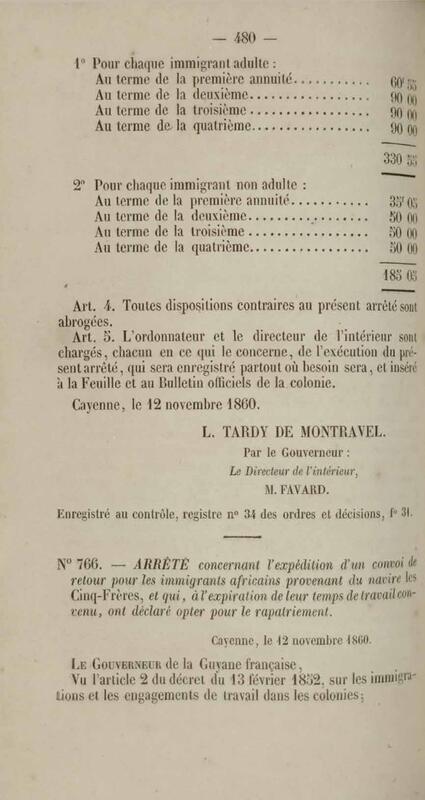 — 480 —
1° Pour chaque immigrant adulte :
Au terme de la première annuité........... 60f 55
Au terme de la deuxième................. 90 00
Au terme de la troisième ................. 90 00
Au terme de la quatrième................. 90 00
330 55
2° Pour chaque immigrant non adulte :
Au terme de la première annuité........... 35f 05
Au terme de la deuxième................. 50 00
Au terme de la troisième ................. 50 00
Au terme de la quatrième................. 50 00
185 05
Art. 4. Toutes dispositions contraires au présent arrêté sont
abrogées.
Art. 5. L'ordonnateur et le directeur de l'intérieur sont
chargés, chacun en ce qui le concerne, de l'exécution du pré-
sent arrêté, qui sera enregistré partout où besoin sera, et inséré
à la Feuille et au Bulletin officiels de la colonie.
Cayenne, le 12 novembre 1860.
L. TARDY DE MONTRAVEL.
Par le Gouverneur :
Le Directeur de l'intérieur,
M. FAVARD.
Enregistré au contrôle, registre n° 34 des ordres et décisions, f° 31.
N° 766. — ARRÊTÉ concernant l'expédition d'un convoi de
retour pour les immigrants africains provenant du navire les
Cinq-Frères, et qui, à l'expiration de leur temps de travail con-
venu, ont déclaré opter pour le rapatriement.
Cayenne, le 12 novembre 1860.
LE GOUVERNEUR de la Guyane française,
Vu l'article 2 du décret du 13 février 1852, sur les immigra-
tions et les engagements de travail dans les colonies;